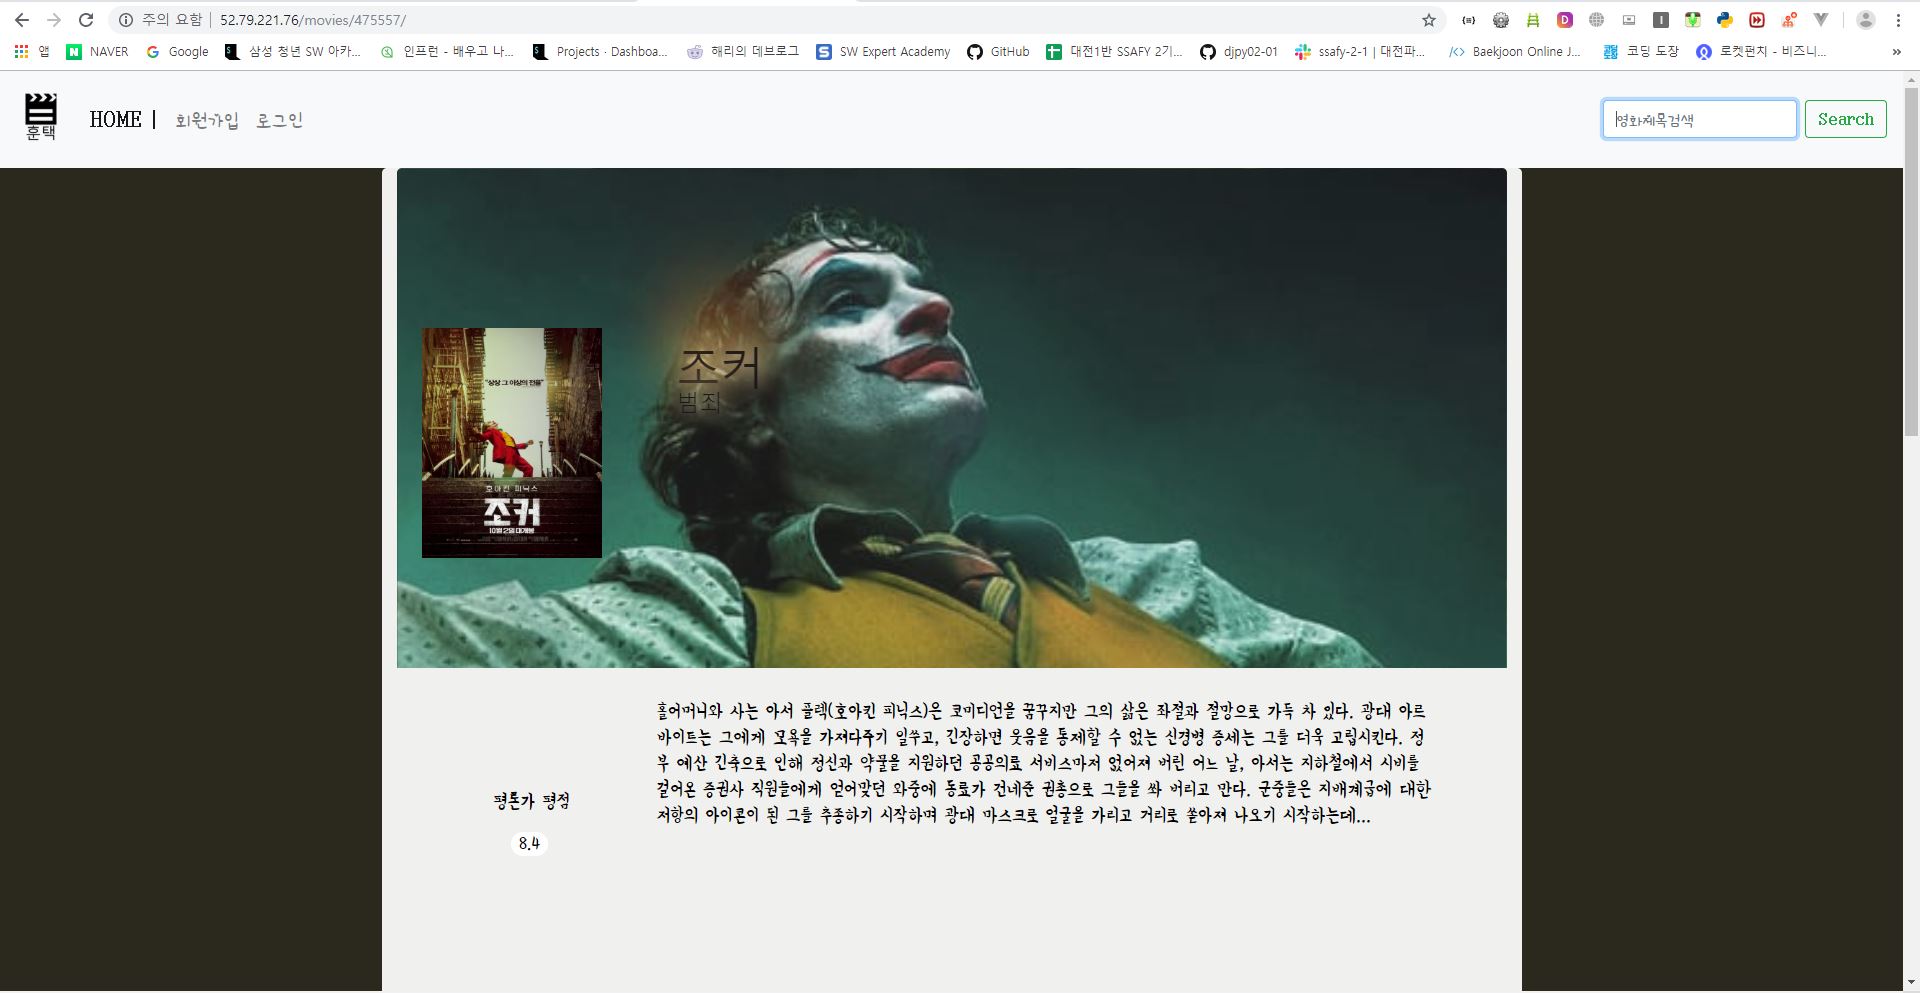 주의 요함
52.79.221.76/movies/475557/
앱
NAVER
Google
삼성 청년 SW 아카...
인프런 - 배우고 나...
Projects · Dashboa...
해리의 데브로그
SW Expert Academy
GitHub
대전1반 SSAFY 2기...
djpy02-01
ssafy-2-1 | 대전파...
Baekjoon Online J...
코딩 도장
로켓펀치 - 비즈니...
»
훈택
HOME |
회원가입
로그인
영화제목검색
Search
조커
범죄
"상상 그 이상의 전율"
호아킨 피닉스
조커
10월 2일 대개봉
홀어머니와 사는 아서 플렉(호아킨 피닉스)은 코미디언을 꿈꾸지만 그의 삶은 좌절과 절망으로 가득 차 있다. 광대 아르
바이트는 그에게 모욕을 가져다주기 일쑤고, 긴장하면 웃음을 통제할 수 없는 신경병 증세는 그를 더욱 고립시킨다. 정
부 예산 긴축으로 인해 정신과 약물을 지원하던 공공의료 서비스마저 없어져 버린 어느 날, 아서는 지하철에서 시비를
걸어온 증권사 직원들에게 얻어맞던 와중에 동료가 건네준 권총으로 그들을 쏴 버리고 만다. 군중들은 지배계급에 대한
저항의 아이콘이 된 그를 추종하기 시작하며 광대 마스크로 얼굴을 가리고 거리로 쏟아져 나오기 시작하는데...
평론가 평점
8.4